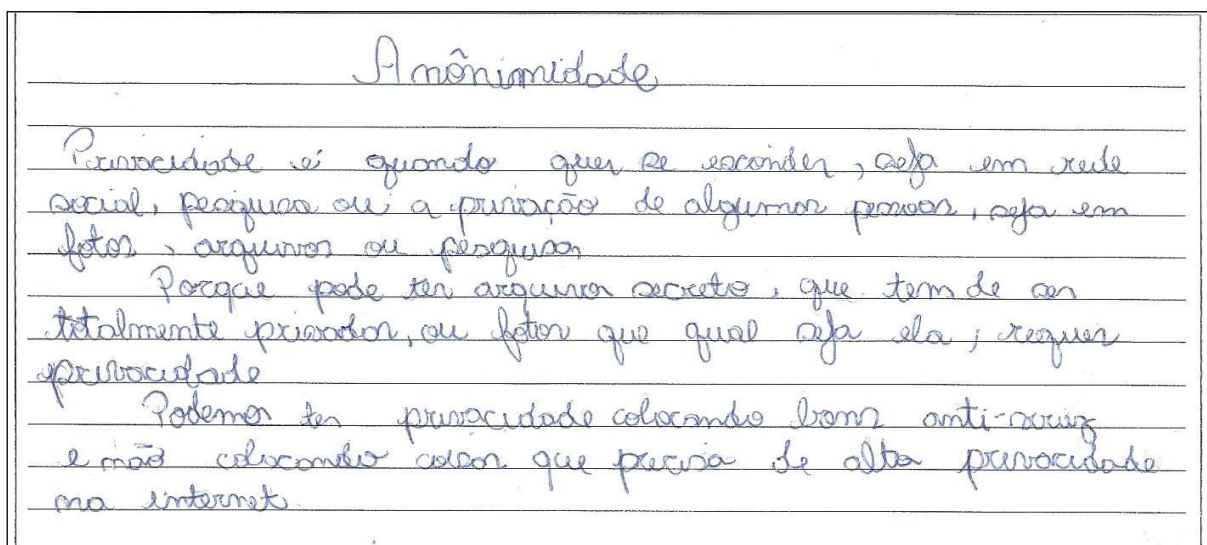 Anônimidade
Privacidade é quando quer se esconder, seja em rede
social, pesquisa ou a privação de algumas pessoas, seja em
fotos, arquivos ou pesquisas
Porque pode ter arquivos secreto, que tem de ser
totalmente privados, ou fotos que qual seja ela, requer
privacidade
Podemos ter privacidade colocando bons anti-viruz
e não colocando coisas que precisa de alta privacidade
na internet.